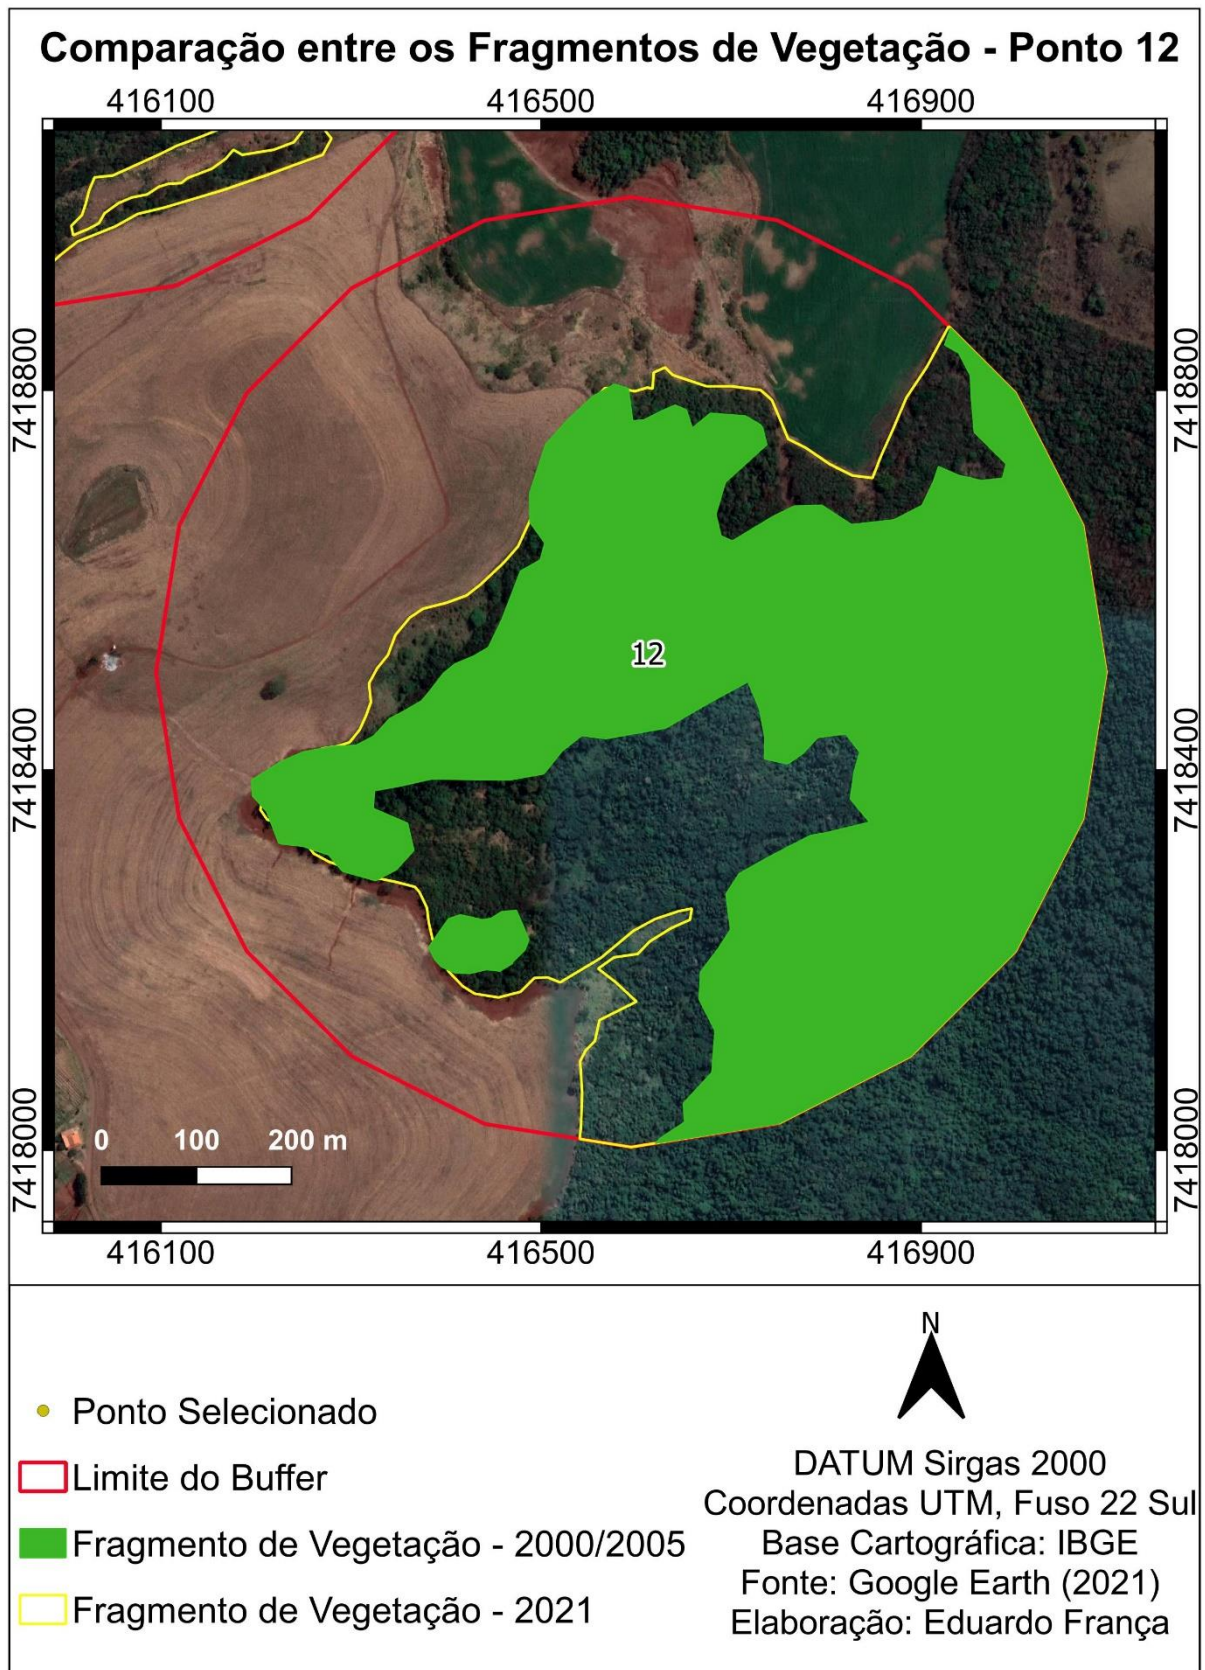 Comparação entre os Fragmentos de Vegetação - Ponto 12
416100 416500 416900
7418800 7418800
12
7418400 7418400
7418000 7418000
0 100 200 m
416100 416500 416900
N
Ponto Selecionado
Limite do Buffer
Fragmento de Vegetação - 2000/2005
Fragmento de Vegetação - 2021
DATUM Sirgas 2000
Coordenadas UTM, Fuso 22 Sul
Base Cartográfica: IBGE
Fonte: Google Earth (2021)
Elaboração: Eduardo França